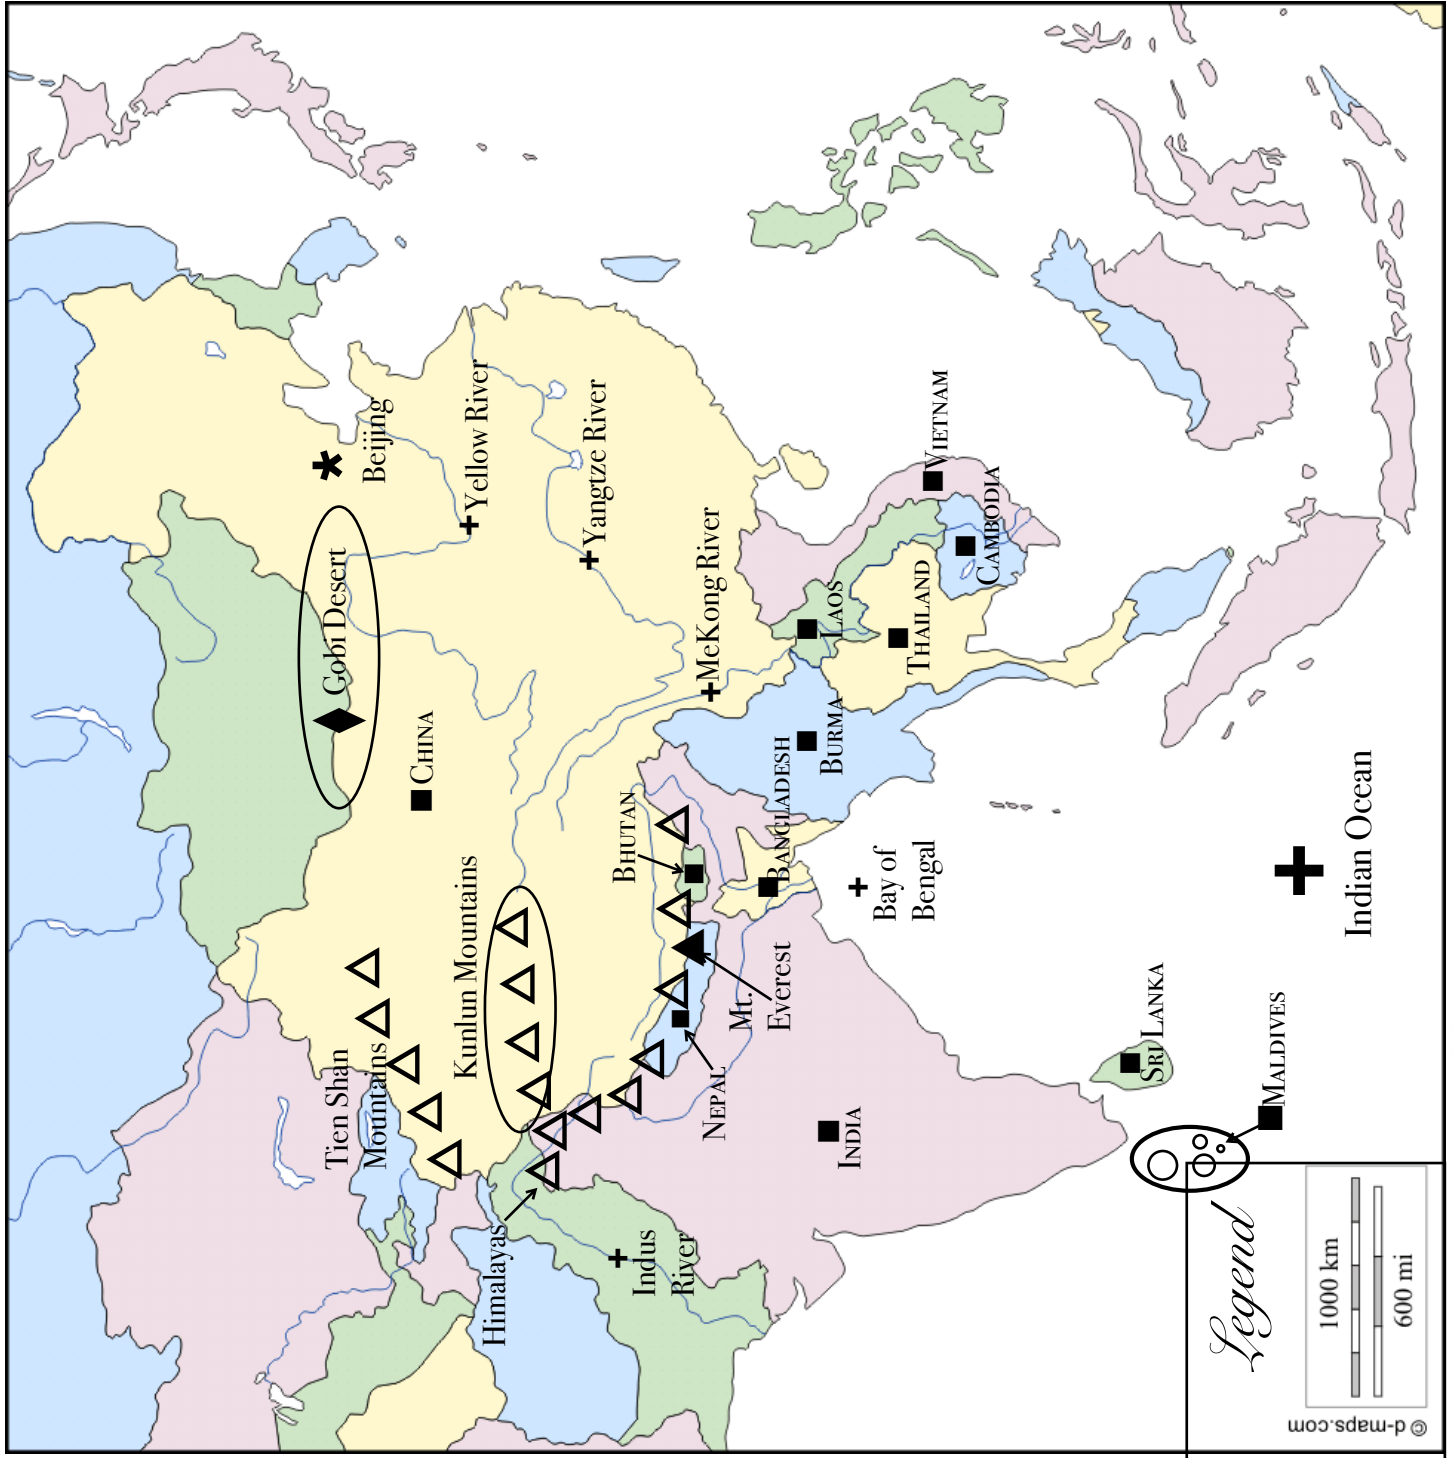 Beijing
Gobi Desert
Yellow River
Yangtze River
MeKong River
China
Kunlun Mountains
Tien Shan
Mountains
Himalayas
Indus
River
Nepal
Mt.
Everest
Bhutan
Bangladesh
Burma
Laos
Thailand
Vietnam
Cambodia
Bay of
Bengal
India
Sri Lanka
Maldives
Indian Ocean
Legend
1000 km
600 mi
© d-maps.com